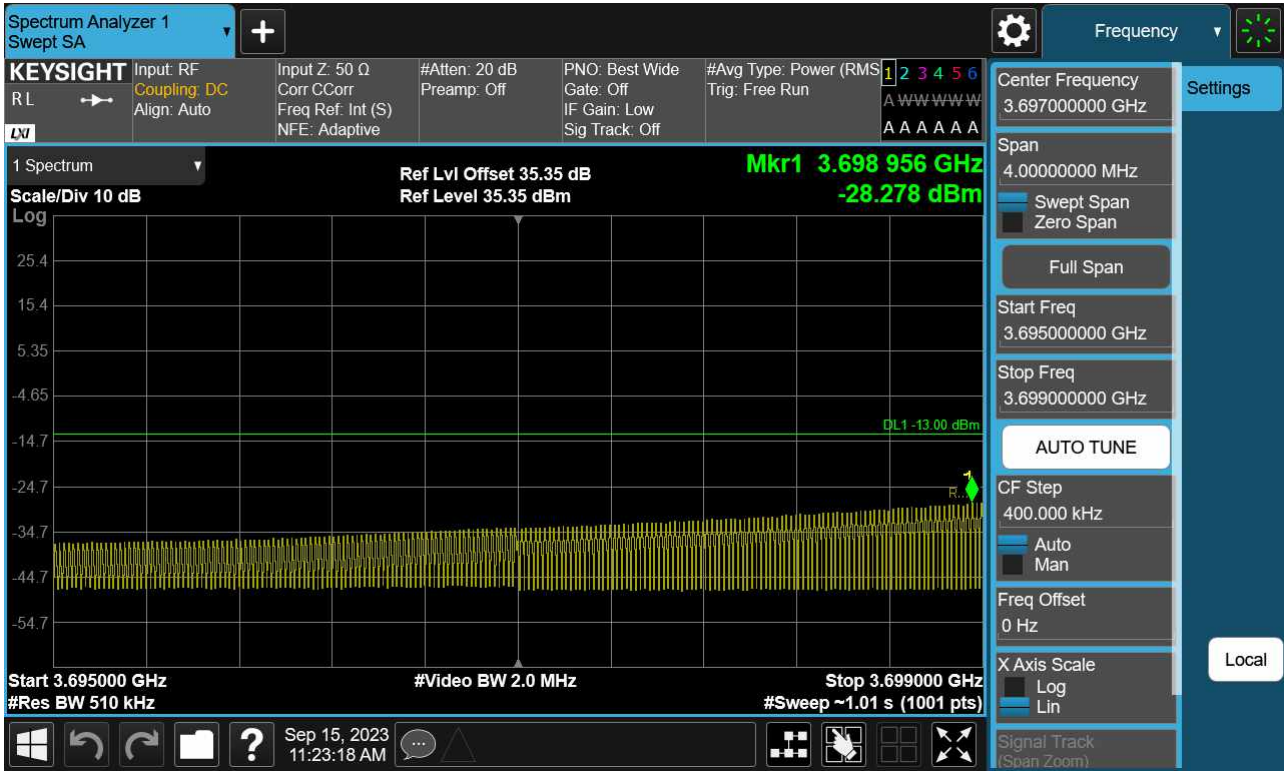 Spectrum Analyzer 1
Swept SA
+
Frequency
KEYSIGHT
R L
LXI
Input: RF
Coupling: DC
Align: Auto
Input Z: 50 Ω
Corr CCorr
Freq Ref: Int (S)
NFE: Adaptive
#Atten: 20 dB
Preamp: Off
PNO: Best Wide
Gate: Off
IF Gain: Low
Sig Track: Off
#Avg Type: Power (RMS
Trig: Free Run
1 2 3 4 5 6
A W W W W W
A A A A A A
1 Spectrum
Scale/Div 10 dB
Log
Ref Lvl Offset 35.35 dB
Ref Level 35.35 dBm
Mkr1 3.698 956 GHz
-28.278 dBm
25.4
15.4
5.35
-4.65
-14.7
-24.7
-34.7
-44.7
-54.7
DL1 -13.00 dBm
1
R...
Start 3.695000 GHz
#Res BW 510 kHz
#Video BW 2.0 MHz
Stop 3.699000 GHz
#Sweep ~1.01 s (1001 pts)
Center Frequency
3.697000000 GHz
Span
4.00000000 MHz
Swept Span
Zero Span
Full Span
Start Freq
3.695000000 GHz
Stop Freq
3.699000000 GHz
AUTO TUNE
CF Step
400.000 kHz
Auto
Man
Freq Offset
0 Hz
X Axis Scale
Log
Lin
Signal Track
(Span Zoom)
Settings
Local
?
Sep 15, 2023
11:23:18 AM